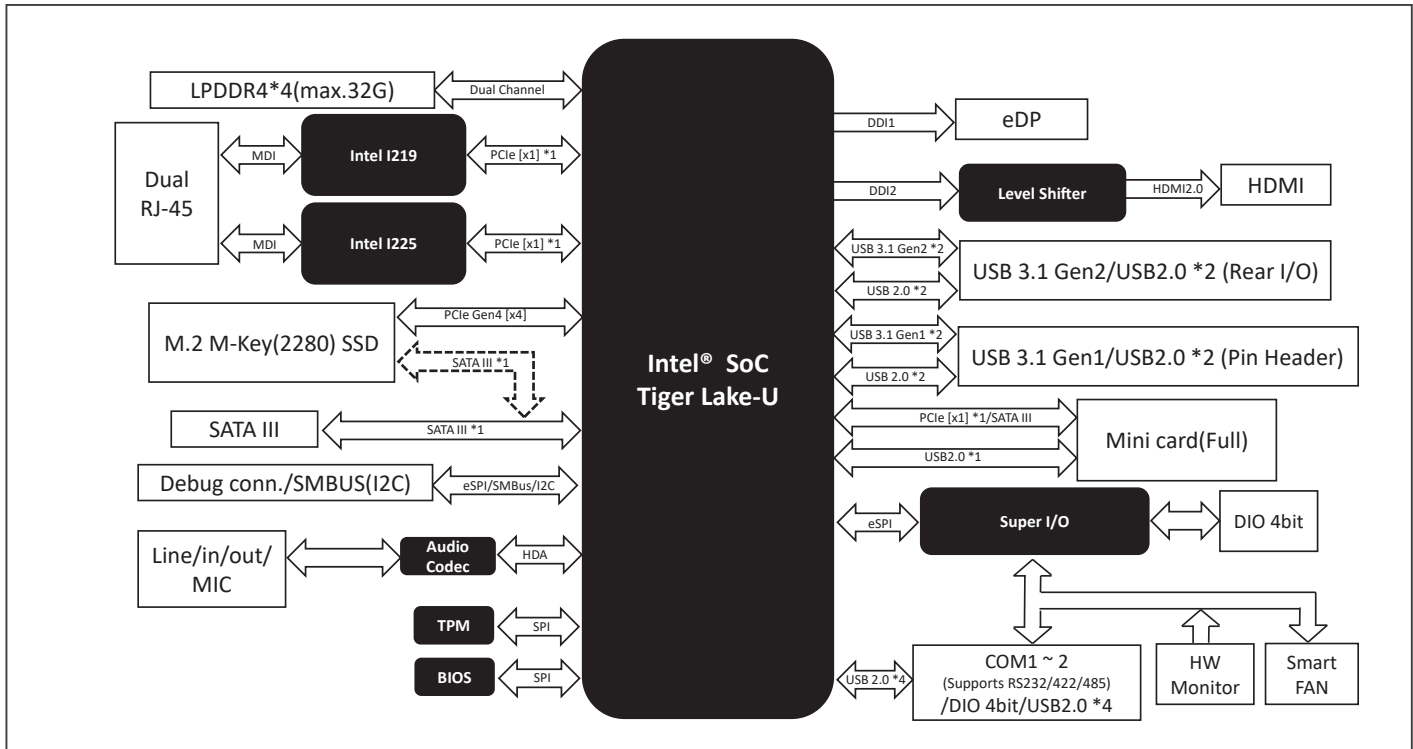 LPDDR4*4(max.32G)
Dual Channel
Dual
RJ-45
MDI
Intel I219
PCIe [x1] *1
MDI
Intel I225
PCIe [x1] *1
M.2 M-Key(2280) SSD
PCIe Gen4 [x4]
SATA III *1
SATA III
SATA III *1
Debug conn./SMBUS(I2C)
eSPI/SMBus/I2C
Line/in/out/
MIC
Audio
Codec
HDA
TPM
SPI
BIOS
SPI
Intel® SoC
Tiger Lake-U
DDI1
eDP
DDI2
Level Shifter
HDMI2.0
HDMI
USB 3.1 Gen2 *2
USB 2.0 *2
USB 3.1 Gen2/USB2.0 *2 (Rear I/O)
USB 3.1 Gen1 *2
USB 2.0 *2
USB 3.1 Gen1/USB2.0 *2 (Pin Header)
PCIe [x1] *1/SATA III
USB2.0 *1
Mini card(Full)
eSPI
Super I/O
DIO 4bit
USB 2.0 *4
COM1 ~ 2
(Supports RS232/422/485)
/DIO 4bit/USB2.0 *4
HW
Monitor
Smart
FAN